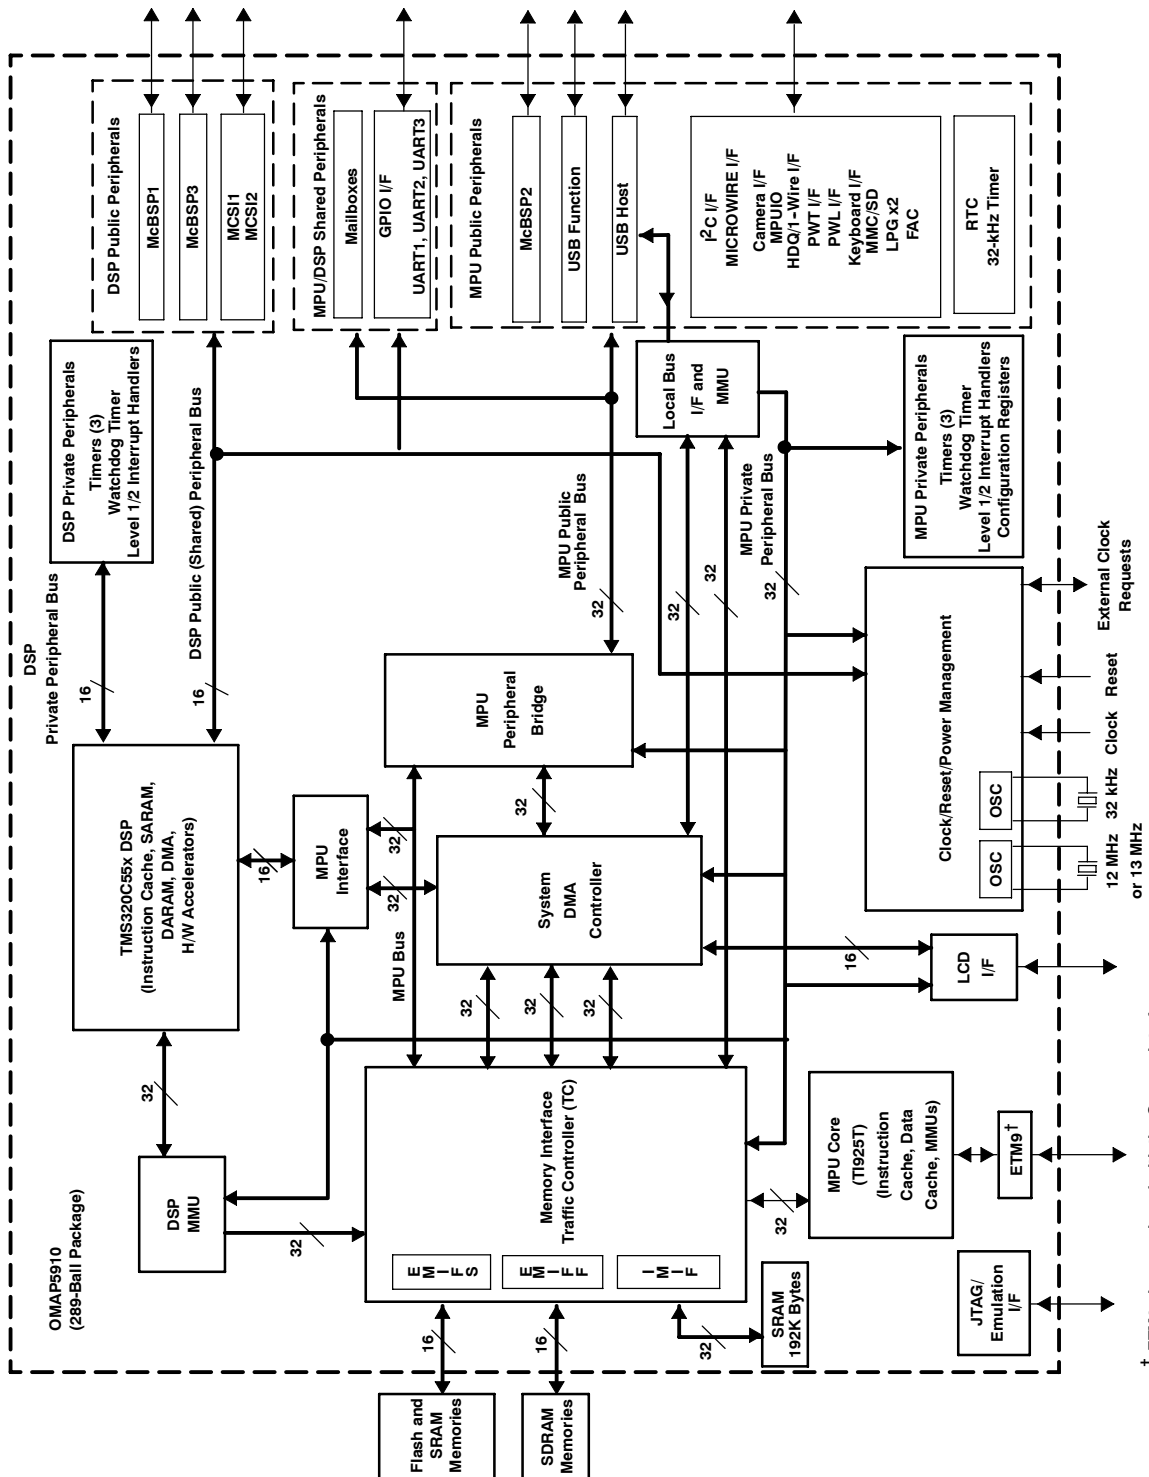 OMAP5910
(289-Ball Package)
DSP
Private Peripheral Bus
16
DSP Private Peripherals
Timers (3)
Watchdog Timer
Level 1/2 Interrupt Handlers
DSP Public Peripherals
McBSP1
McBSP3
MCSI1
MCSI2
TMS320C55x DSP
(Instruction Cache, SARAM,
DARAM, DMA,
H/W Accelerators)
16
DSP Public (Shared) Peripheral Bus
DSP
MMU
32
32
16
MPU
Interface
MPU/DSP Shared Peripherals
Mailboxes
GPIO I/F
UART1, UART2, UART3
MPU Bus
32
32
MPU
Peripheral
Bridge
32
MPU Public
Peripheral Bus
32
MPU Public Peripherals
McBSP2
USB Function
USB Host
I2C I/F
MICROWIRE I/F
Camera I/F
MPUIO
HDQ/1-Wire I/F
PWT I/F
PWL I/F
Keyboard I/F
MMC/SD
LPG x2
FAC
RTC
32-kHz Timer
Flash and
SRAM
Memories
16
SDRAM
Memories
16
EMIFS
EMIFF
IMIF
Memory Interface
Traffic Controller (TC)
32
32
32
System
DMA
Controller
32
32
Local Bus
I/F and
MMU
MPU Private
Peripheral Bus
32
SRAM
192K Bytes
32
32
MPU Core
(TI925T)
(Instruction
Cache, Data
Cache, MMUs)
ETM9†
JTAG/
Emulation
I/F
16
LCD
I/F
Clock/Reset/Power Management
OSC
OSC
12 MHz
or 13 MHz
32 kHz
Clock
Reset
External Clock
Requests
MPU Private Peripherals
Timers (3)
Watchdog Timer
Level 1/2 Interrupt Handlers
Configuration Registers
†